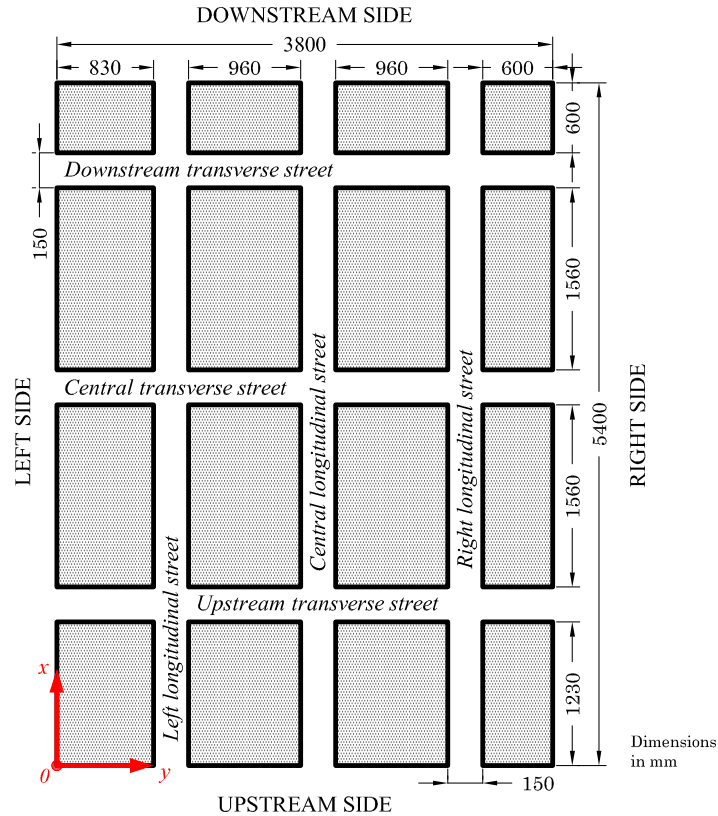 DOWNSTREAM SIDE
3800
830
960
960
600
600
Downstream transverse street
150
1560
Central transverse street
LEFT SIDE
Central longitudinal street
Right longitudinal street
5400
RIGHT SIDE
1560
Left longitudinal street
Upstream transverse street
1230
x
0
y
Dimensions
in mm
150
UPSTREAM SIDE